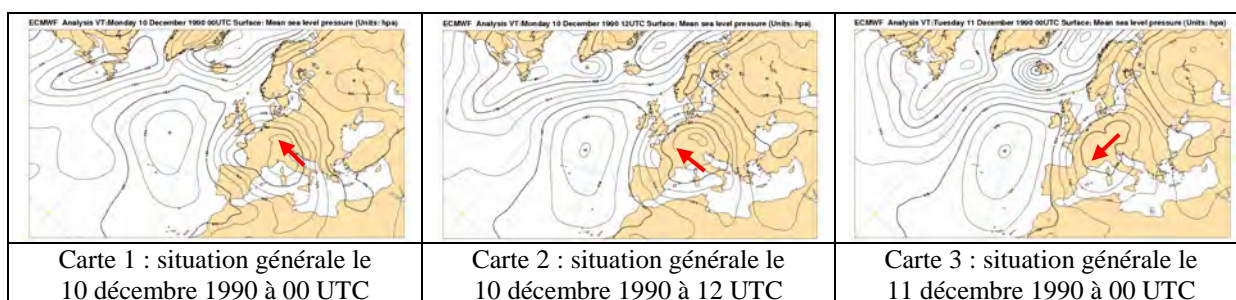 ECMWF Analysis VT:Monday 10 December 1990 00UTC Surface: Mean sea level pressure (Units: hpa)
ECMWF Analysis VT:Monday 10 December 1990 12UTC Surface: Mean sea level pressure (Units: hpa)
ECMWF Analysis VT:Tuesday 11 December 1990 00UTC Surface: Mean sea level pressure (Units: hpa)
Carte 1 : situation générale le
10 décembre 1990 à 00 UTC
Carte 2 : situation générale le
10 décembre 1990 à 12 UTC
Carte 3 : situation générale le
11 décembre 1990 à 00 UTC